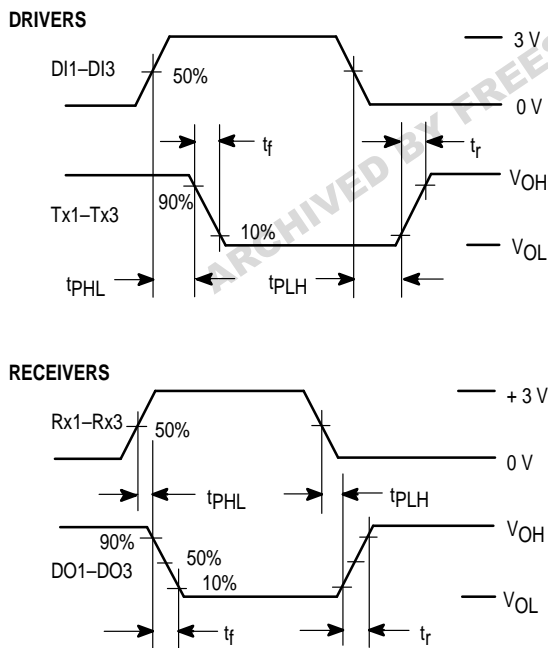 DRIVERS
DI1–DI3
50%
3 V
0 V
tf
tr
90%
Tx1–Tx3
10%
VOH
VOL
tPHL
tPLH
ARCHIVED BY FREES
RECEIVERS
Rx1–Rx3
50%
+ 3 V
0 V
tPHL
tPLH
90%
50%
DO1–DO3
10%
VOH
VOL
tf
tr